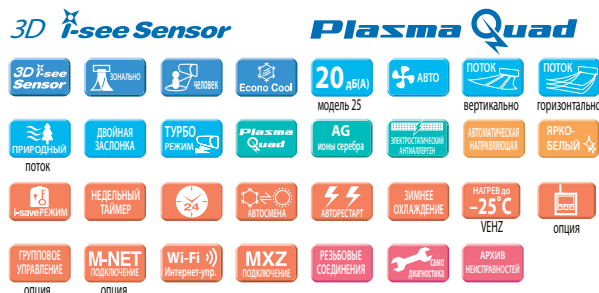 3D i-see Sensor
Plasma Quad
3D i-see
Sensor
ЗОНАЛЬНО
ЧЕЛОВЕК
Econo Cool
20 дБ(А)
модель 25
АВТО
ПОТОК
вертикально
ПОТОК
горизонтально
ПРИРОДНЫЙ
поток
ДВОЙНАЯ
ЗАСЛОНКА
ТУРБО
РЕЖИМ
Plasma
Quad
AG
ионы серебра
ЭЛЕКТРОСТАТИЧЕСКИЙ
АНТИАЛЛЕРГЕН
АВТОМАТИЧЕСКАЯ
НАПРАВЛЯЮЩАЯ
ЯРКО-
БЕЛЫЙ
i-save РЕЖИМ
НЕДЕЛЬНЫЙ
ТАЙМЕР
24
АВТОСМЕНА
АВТОРЕСТАРТ
ЗИМНЕЕ
ОХЛАЖДЕНИЕ
НАГРЕВ до
–25°С
VEHZ
опция
ГРУППОВОЕ
УПРАВЛЕНИЕ
опция
M-NET
ПОДКЛЮЧЕНИЕ
опция
Wi-Fi
Интернет-упр.
MXZ
ПОДКЛЮЧЕНИЕ
РЕЗЬБОВЫЕ
СОЕДИНЕНИЯ
само
диагностика
АРХИВ
НЕИСПРАВНОСТЕЙ